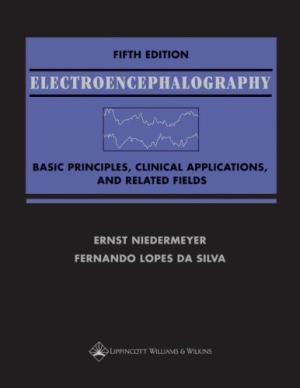 FIFTH EDITION
ELECTROENCEPHALOGRAPHY
BASIC PRINCIPLES, CLINICAL APPLICATIONS,
AND RELATED FIELDS
ERNST NIEDERMEYER
FERNANDO LOPES DA SILVA
LIPPINCOTT WILLIAMS & WILKINS